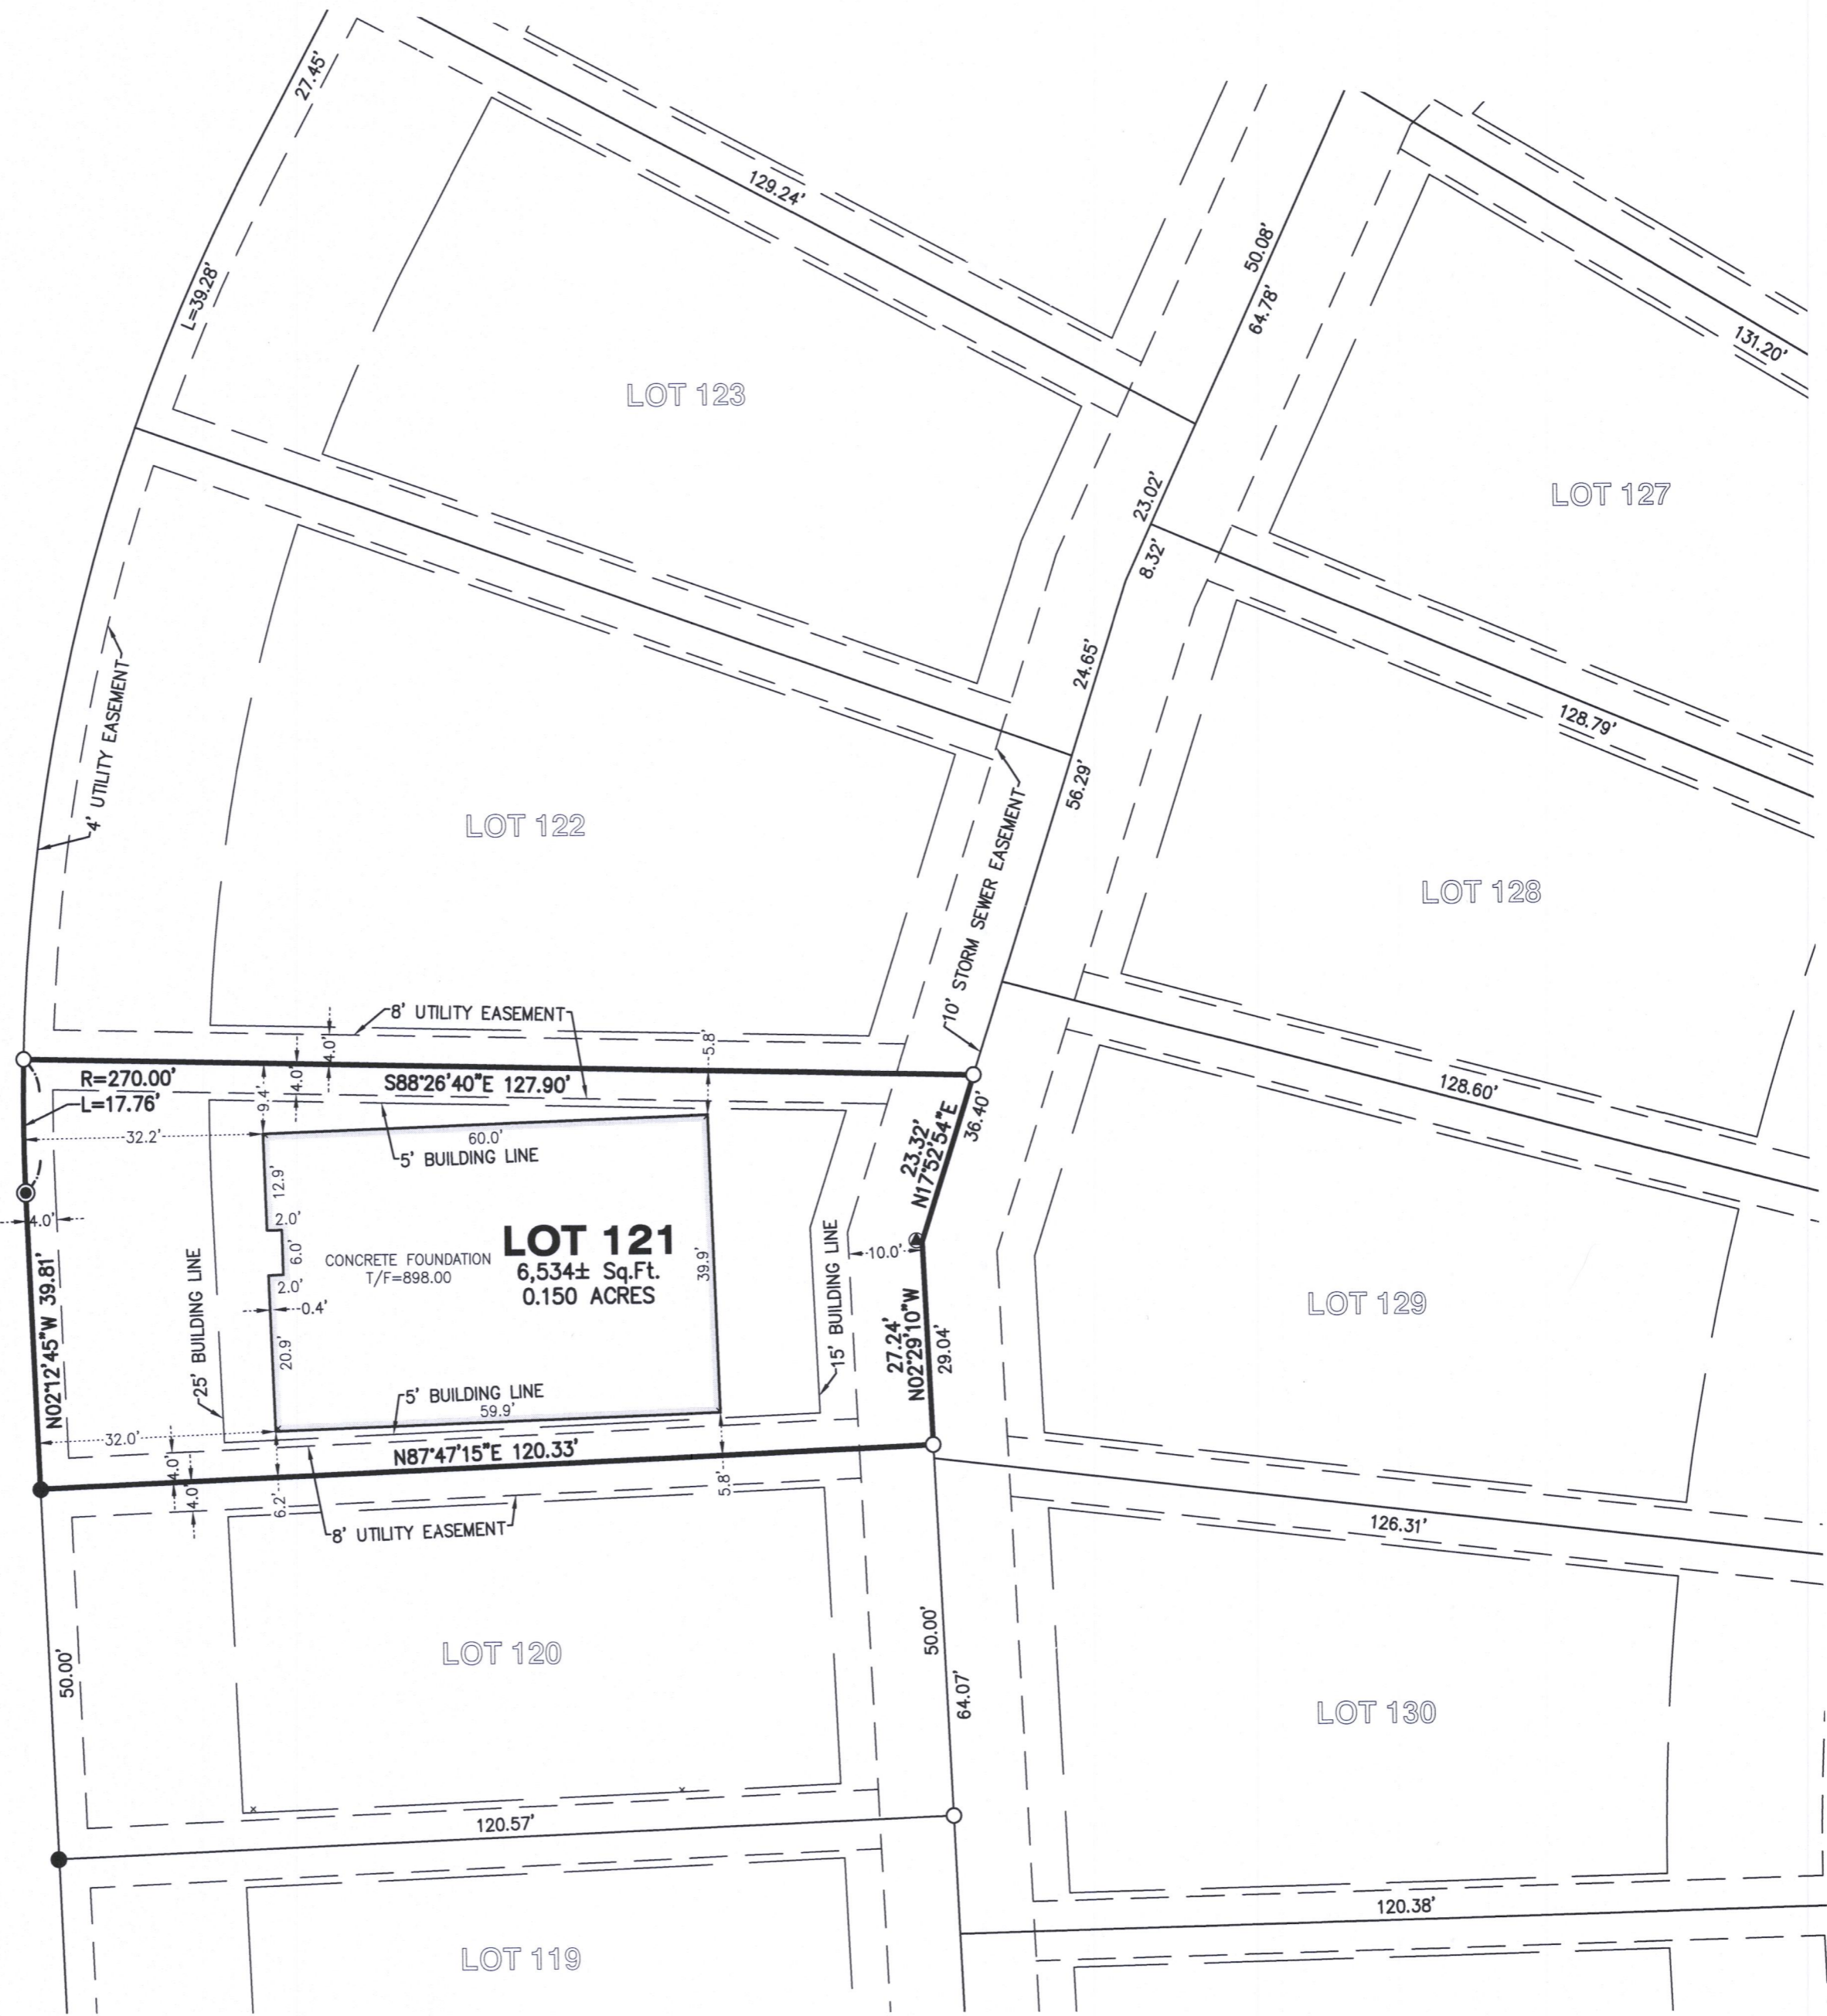 27.45'
129.24'
L=39.28'
50.08'
64.78'
131.20'
LOT 123
LOT 127
23.02'
8.32'
24.65'
128.79'
4' UTILITY EASEMENT
56.29'
LOT 122
10' STORM SEWER EASEMENT
LOT 128
8' UTILITY EASEMENT
4.0'
5.8'
R=270.00'
L=17.76'
9.4'
4.0'
S88°26'40"E 127.90'
128.60'
36.40'
23.32'
N17°52'54"E
32.2'
60.0'
5' BUILDING LINE
12.9'
4.0'
2.0'
LOT 121
6.0'
CONCRETE FOUNDATION
T/F=898.00
6,534± Sq.Ft.
0.150 ACRES
39.9'
10.0'
2.0'
0.4'
N02°12'45"W 39.81'
25' BUILDING LINE
15' BUILDING LINE
27.24'
N02°29'10"W
29.04'
LOT 129
20.9'
5' BUILDING LINE
59.9'
32.0'
N87°47'15"E 120.33'
4.0'
4.0'
6.2'
5.8'
8' UTILITY EASEMENT
126.31'
50.00'
LOT 120
50.00'
64.07'
LOT 130
120.57'
120.38'
LOT 119